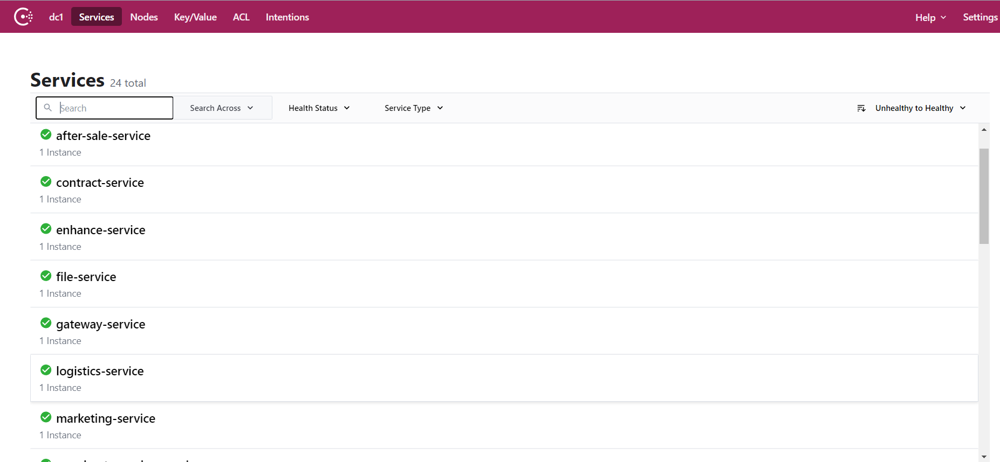 dc1 Services Nodes Key/Value ACL Intentions Help Settings
Services 24 total
Search Search Across Health Status Service Type Unhealthy to Healthy
after-sale-service
1 Instance
contract-service
1 Instance
enhance-service
1 Instance
file-service
1 Instance
gateway-service
1 Instance
logistics-service
1 Instance
marketing-service
1 Instance